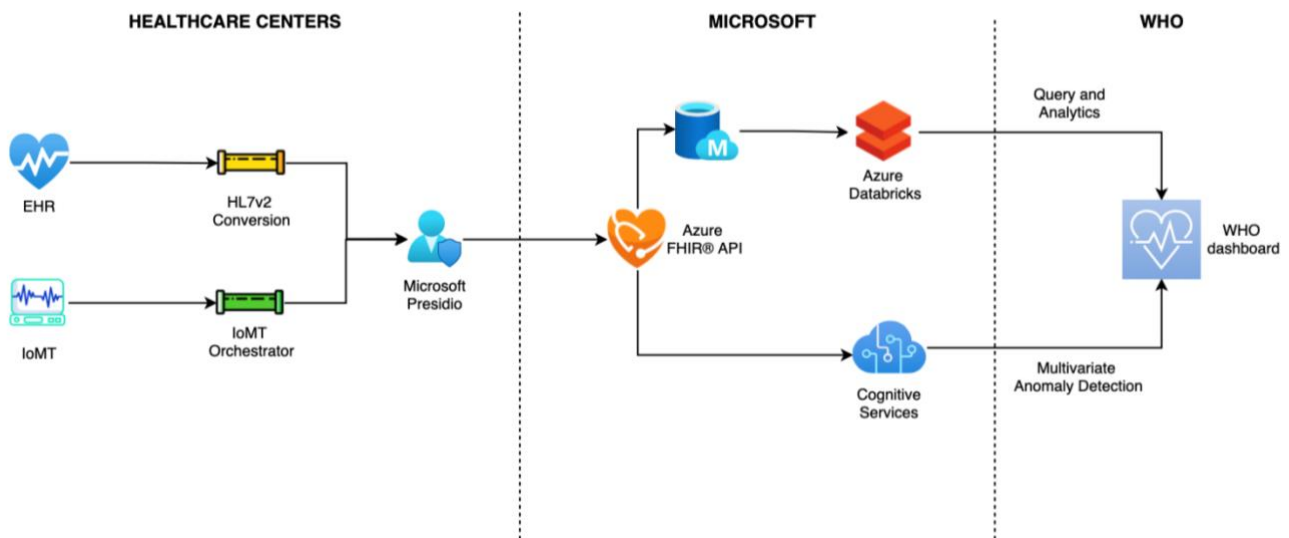 HEALTHCARE CENTERS
MICROSOFT
WHO
EHR
HL7v2
Conversion
IoMT
IoMT
Orchestrator
Microsoft
Presidio
Azure
FHIR® API
M
Azure
Databricks
Cognitive
Services
Query and
Analytics
Multivariate
Anomaly Detection
WHO
dashboard